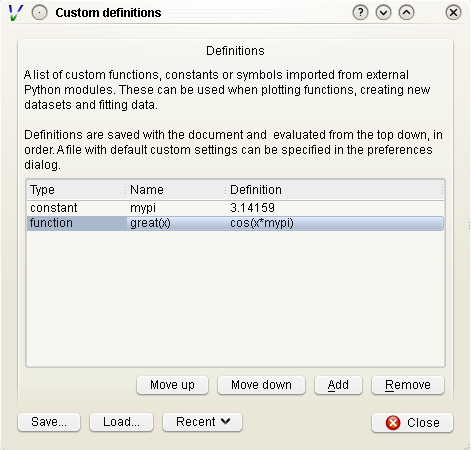 Custom definitions
Definitions
A list of custom functions, constants or symbols imported from external
Python modules. These can be used when plotting functions, creating new
datasets and fitting data.
Definitions are saved with the document and evaluated from the top down, in
order. A file with default custom settings can be specified in the preferences
dialog.
Type Name Definition
constant mypi 3.14159
function great(x) cos(x*mypi)
Move up Move down Add Remove
Save... Load... Recent Close